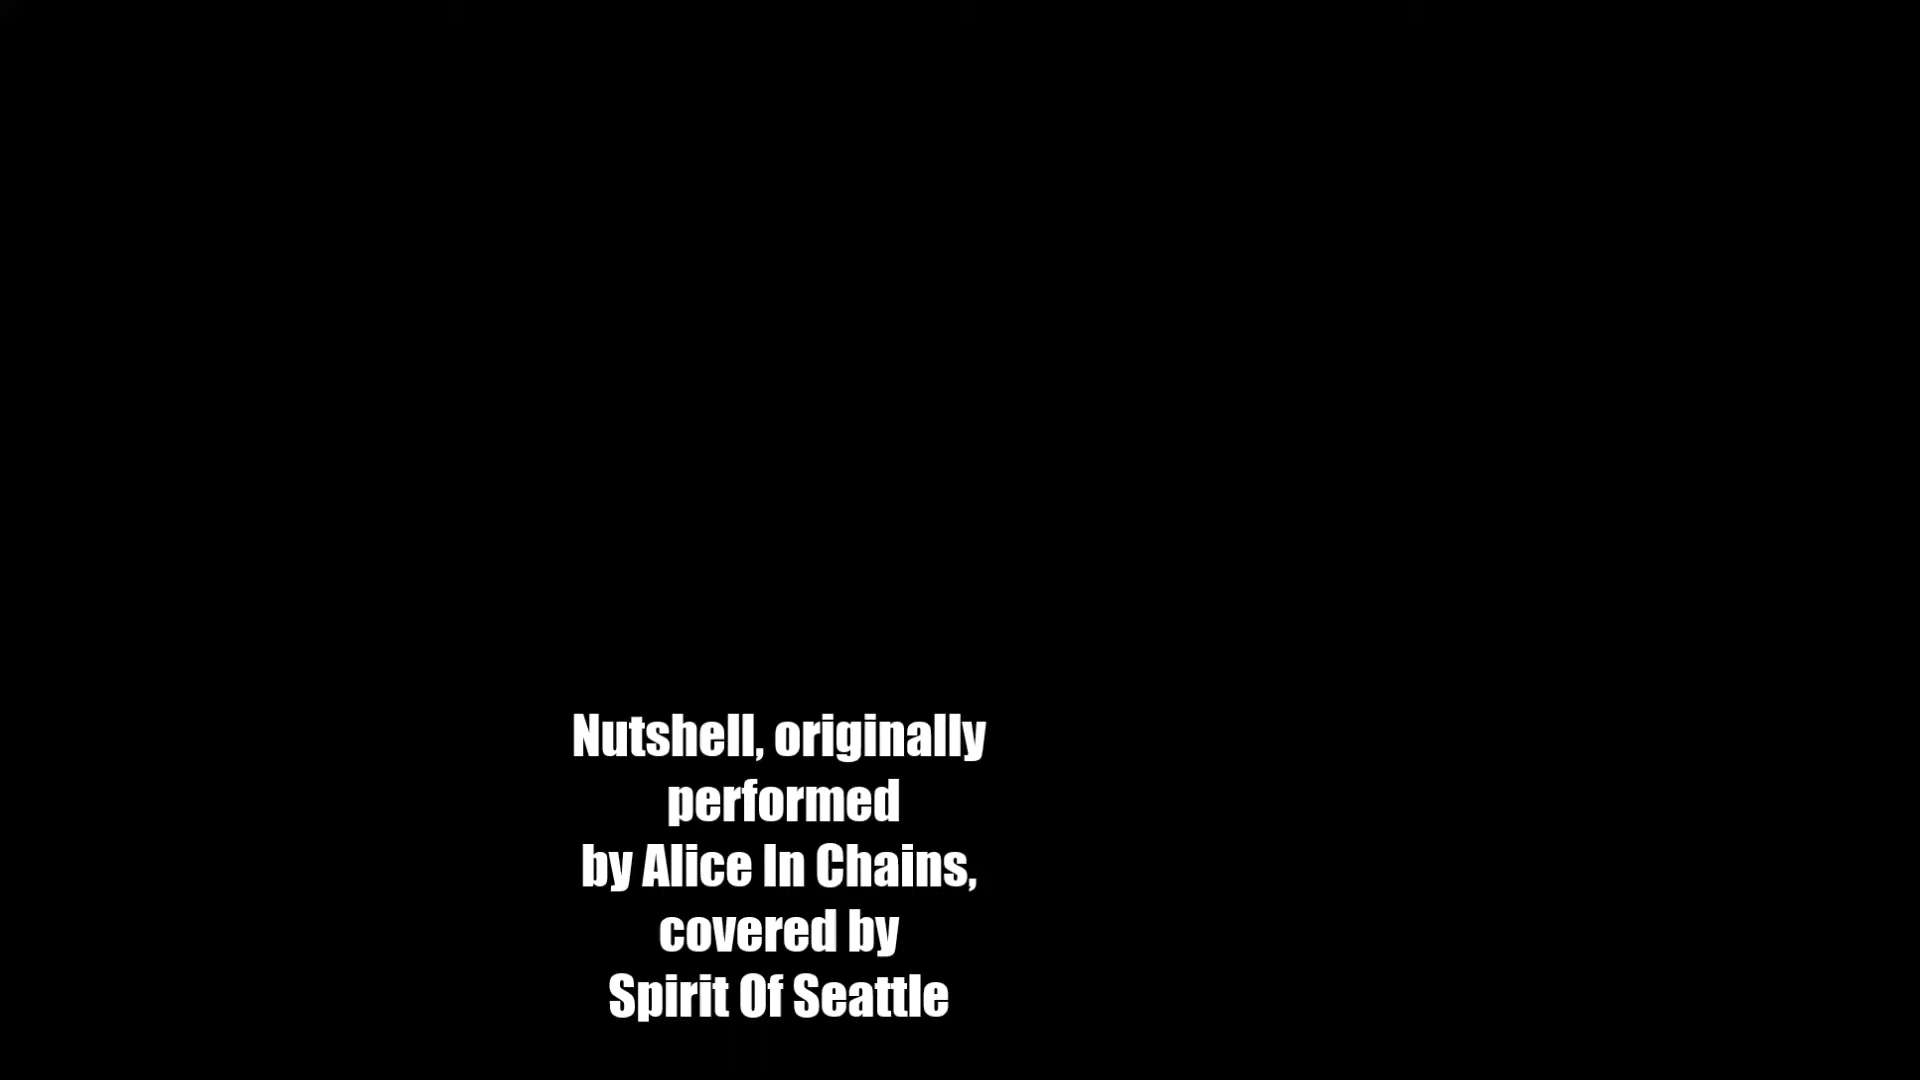 Nutshell, originally
performed
by Alice In Chains,
covered by
Spirit Of Seattle